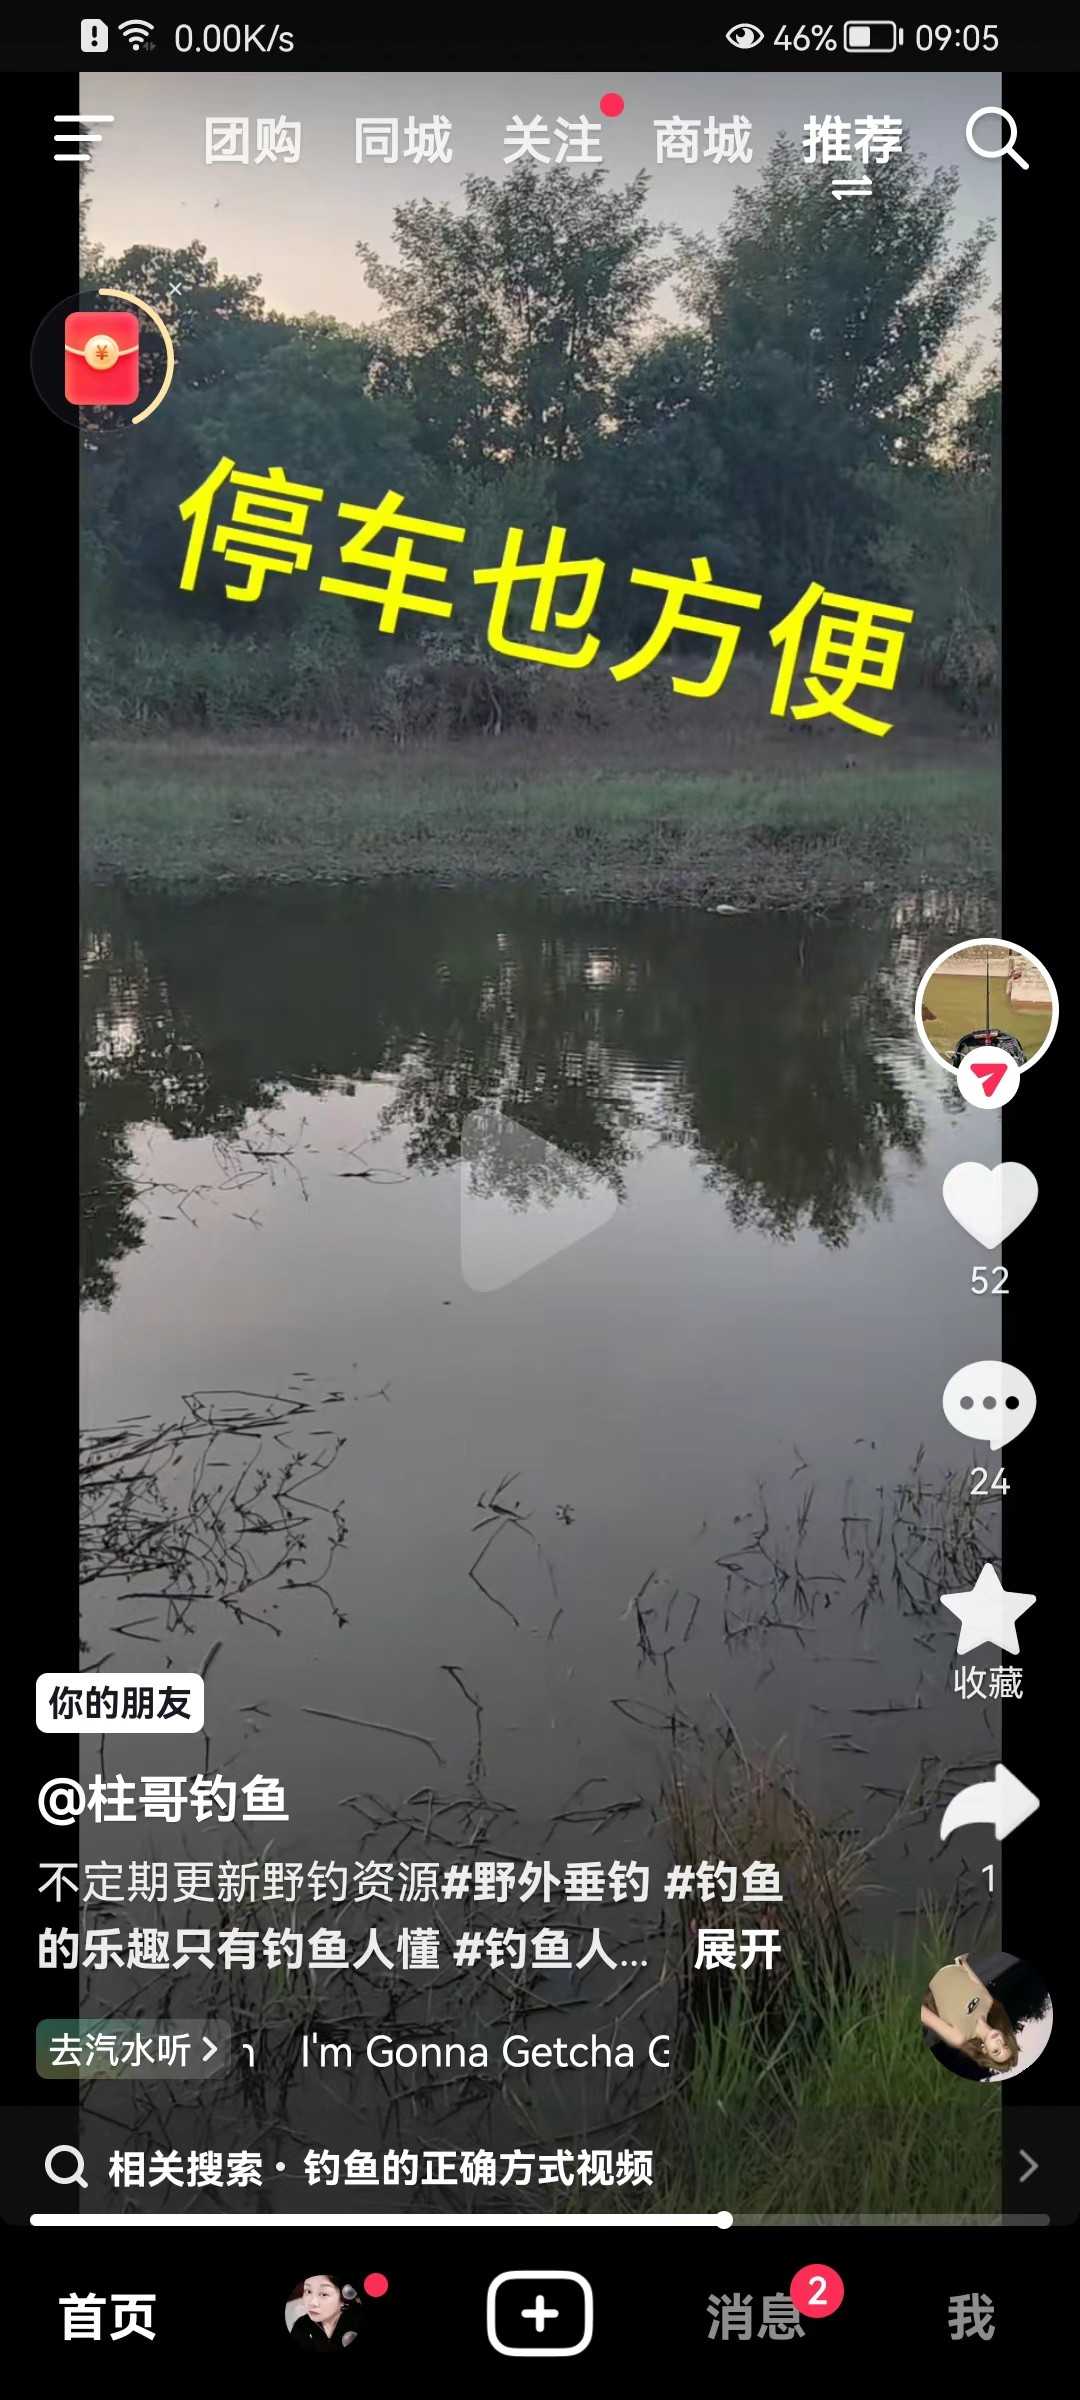 0.00K/s
46%
09:05
团购 同城 关注 商城 推荐
¥
停车也方便
52
24
收藏
你的朋友
@柱哥钓鱼
不定期更新野钓资源#野外垂钓 #钓鱼
的乐趣只有钓鱼人懂 #钓鱼人... 展开
1
去汽水听 I'm Gonna Getcha G
相关搜索·钓鱼的正确方式视频
首页 消息 2 我